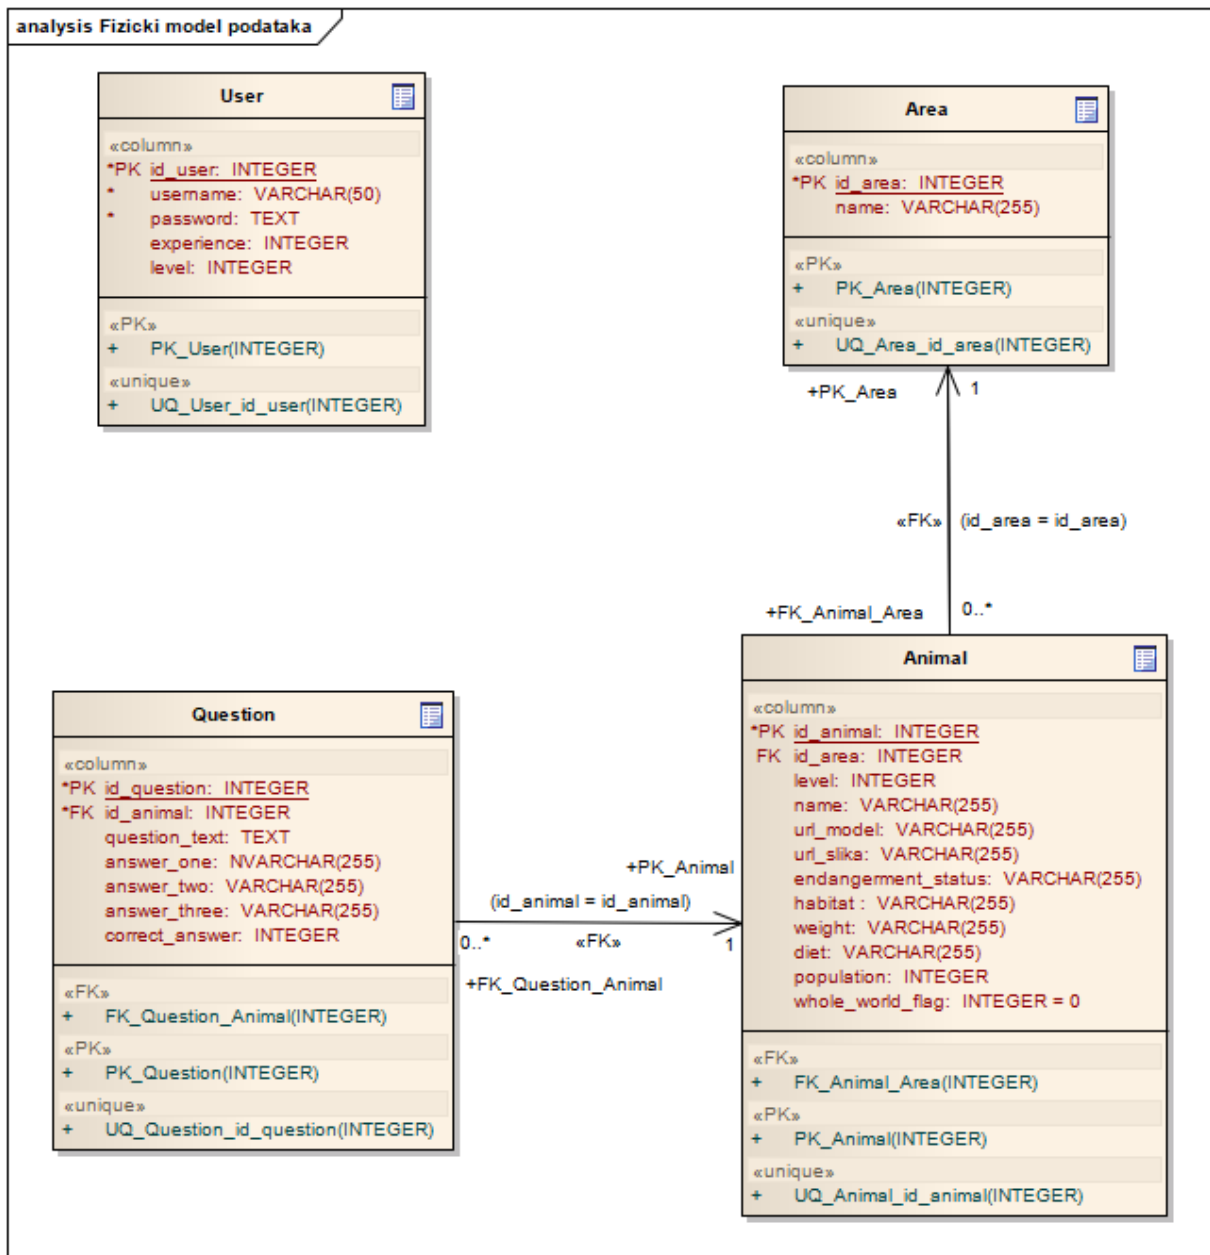 analysis Fizicki model podataka
User
«column»
*PK id_user: INTEGER
* username: VARCHAR(50)
* password: TEXT
experience: INTEGER
level: INTEGER
«PK»
+ PK_User(INTEGER)
«unique»
+ UQ_User_id_user(INTEGER)
Area
«column»
*PK id_area: INTEGER
name: VARCHAR(255)
«PK»
+ PK_Area(INTEGER)
«unique»
+ UQ_Area_id_area(INTEGER)
+PK_Area 1
«FK» (id_area = id_area)
+FK_Animal_Area 0..*
Question
«column»
*PK id_question: INTEGER
*FK id_animal: INTEGER
question_text: TEXT
answer_one: NVARCHAR(255)
answer_two: VARCHAR(255)
answer_three: VARCHAR(255)
correct_answer: INTEGER
«FK»
+ FK_Question_Animal(INTEGER)
«PK»
+ PK_Question(INTEGER)
«unique»
+ UQ_Question_id_question(INTEGER)
+PK_Animal
(id_animal = id_animal)
0..* «FK» 1
+FK_Question_Animal
Animal
«column»
*PK id_animal: INTEGER
FK id_area: INTEGER
level: INTEGER
name: VARCHAR(255)
url_model: VARCHAR(255)
url_slika: VARCHAR(255)
endangerment_status: VARCHAR(255)
habitat : VARCHAR(255)
weight: VARCHAR(255)
diet: VARCHAR(255)
population: INTEGER
whole_world_flag: INTEGER = 0
«FK»
+ FK_Animal_Area(INTEGER)
«PK»
+ PK_Animal(INTEGER)
«unique»
+ UQ_Animal_id_animal(INTEGER)